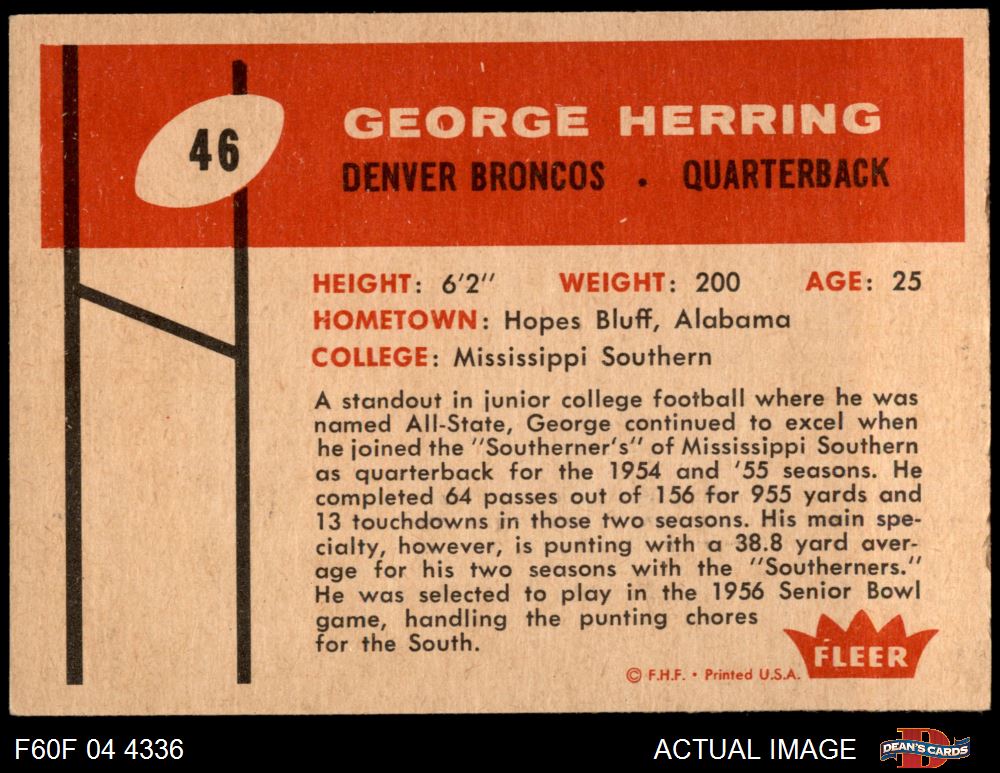 46
GEORGE HERRING
DENVER BRONCOS • QUARTERBACK
HEIGHT: 6'2" WEIGHT: 200 AGE: 25
HOMETOWN: Hopes Bluff, Alabama
COLLEGE: Mississippi Southern
A standout in junior college football where he was
named All-State, George continued to excel when
he joined the "Southerner's" of Mississippi Southern
as quarterback for the 1954 and '55 seasons. He
completed 64 passes out of 156 for 955 yards and
13 touchdowns in those two seasons. His main spe-
cialty, however, is punting with a 38.8 yard aver-
age for his two seasons with the "Southerners."
He was selected to play in the 1956 Senior Bowl
game, handling the punting chores
for the South.
FLEER
© F.H.F. • Printed U.S.A.
F60F 04 4336 ACTUAL IMAGE D DEAN'S CARDS